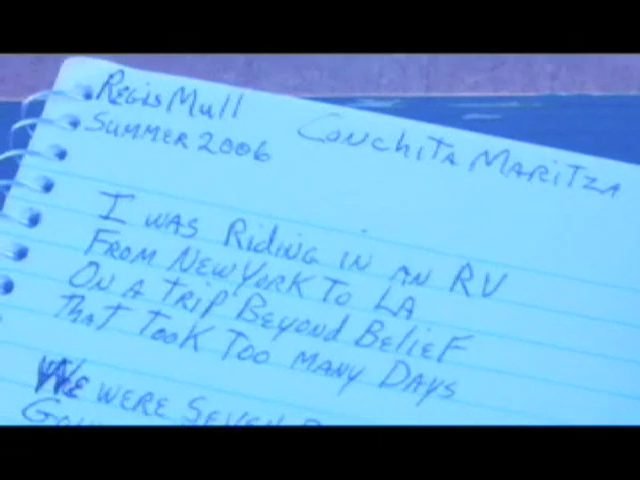 Regis Mull
Summer 2006
Conchita Maritza
I was Riding in an RV
From New York To LA
On a Trip Beyond Belief
That Took Too many Days
We were Seven